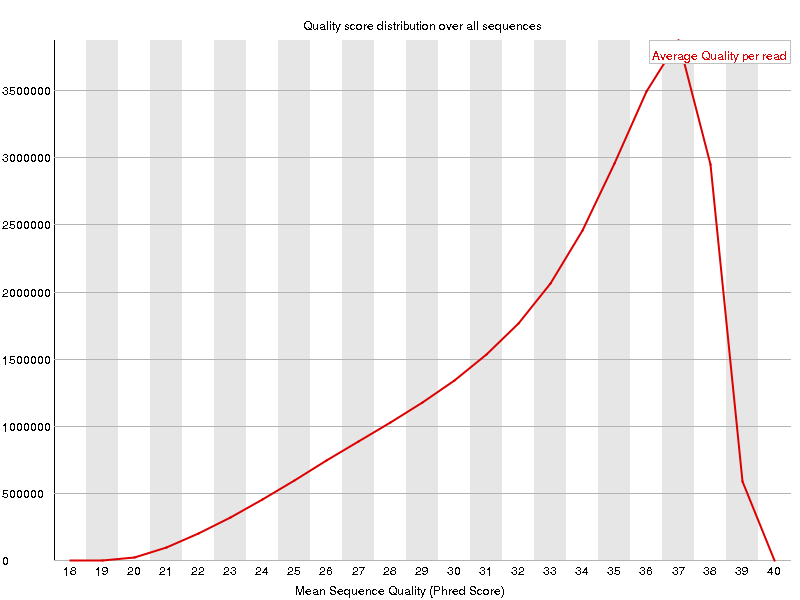 Quality score distribution over all sequences
Average Quality per read
3500000
3000000
2500000
2000000
1500000
1000000
500000
0
18 19 20 21 22 23 24 25 26 27 28 29 30 31 32 33 34 35 36 37 38 39 40
Mean Sequence Quality (Phred Score)